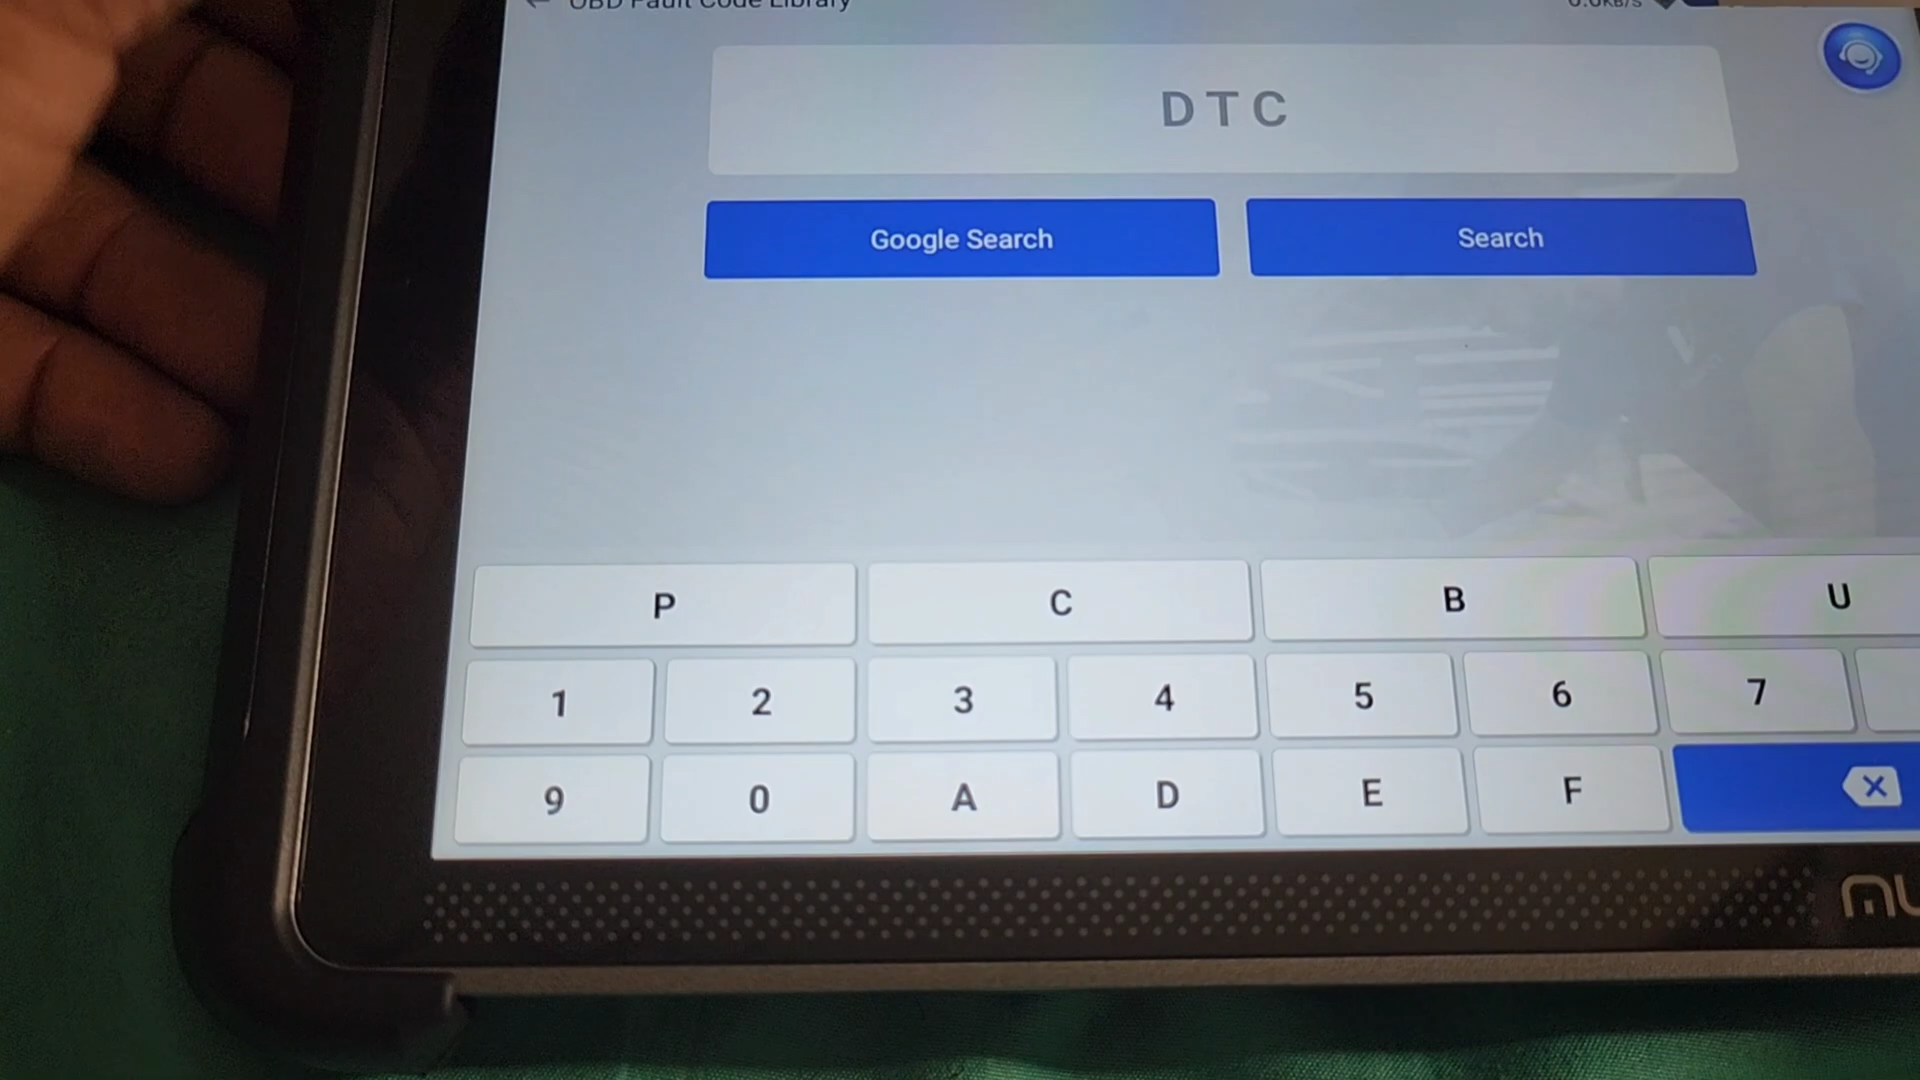 OBD Fault Code Library
DTC
Google Search Search
P C B U
1 2 3 4 5 6 7
9 0 A D E F